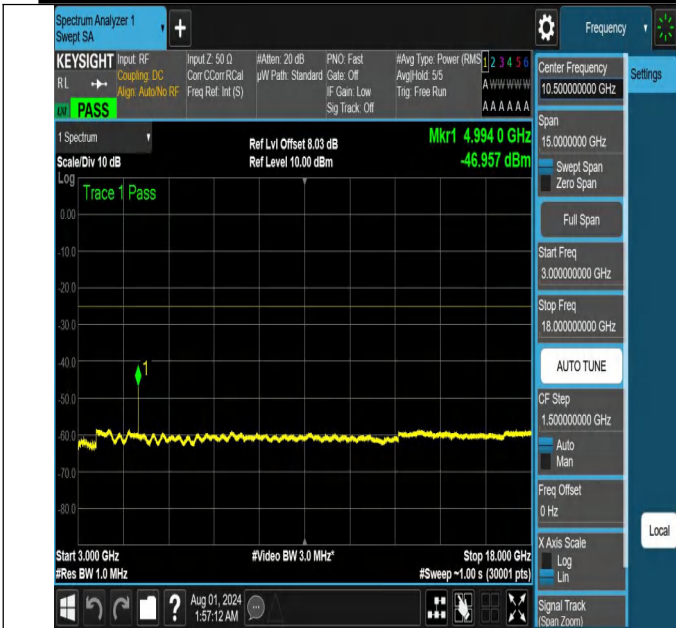 Spectrum Analyzer 1
Swept SA
+
Frequency
KEYSIGHT
RL
PASS
Input: RF
Coupling: DC
Align: Auto/No RF
Input Z: 50 Ω
Corr CCorr RCal
Freq Ref: Int (S)
#Atten: 20 dB
µW Path: Standard
PNO: Fast
Gate: Off
IF Gain: Low
Sig Track: Off
#Avg Type: Power (RMS
Avg|Hold: 5/5
Trig: Free Run
1 2 3 4 5 6
A W W W W W
A A A A A A
1 Spectrum
Scale/Div 10 dB
Log
Ref Lvl Offset 8.03 dB
Ref Level 10.00 dBm
Mkr1 4.994 0 GHz
-46.957 dBm
Trace 1 Pass
0.00
-10.0
-20.0
-30.0
-40.0
1
-50.0
-60.0
-70.0
-80.0
Start 3.000 GHz
#Res BW 1.0 MHz
#Video BW 3.0 MHz*
Stop 18.000 GHz
#Sweep ~1.00 s (30001 pts)
Aug 01, 2024
1:57:12 AM
?
Center Frequency
10.500000000 GHz
Settings
Span
15.0000000 GHz
Swept Span
Zero Span
Full Span
Start Freq
3.000000000 GHz
Stop Freq
18.000000000 GHz
AUTO TUNE
CF Step
1.500000000 GHz
Auto
Man
Freq Offset
0 Hz
Local
X Axis Scale
Log
Lin
Signal Track
(Span Zoom)